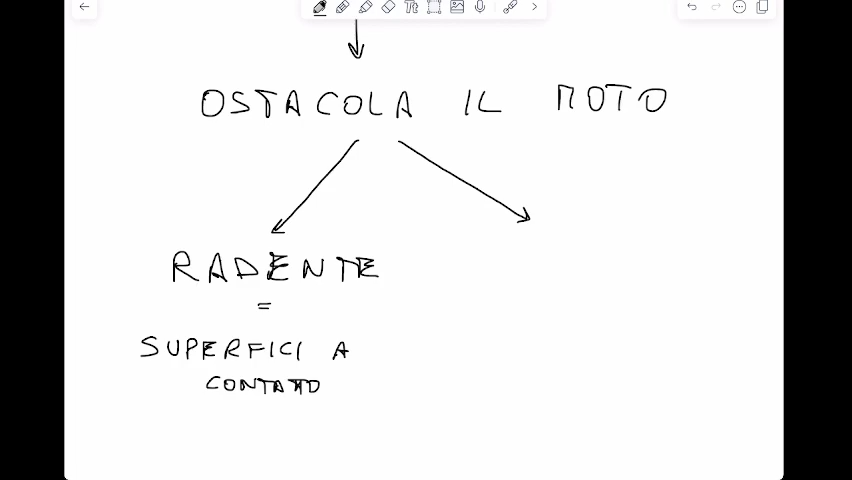 OSTACOLA IL MOTO
RADENTE
=
SUPERFICI A
CONTATTO